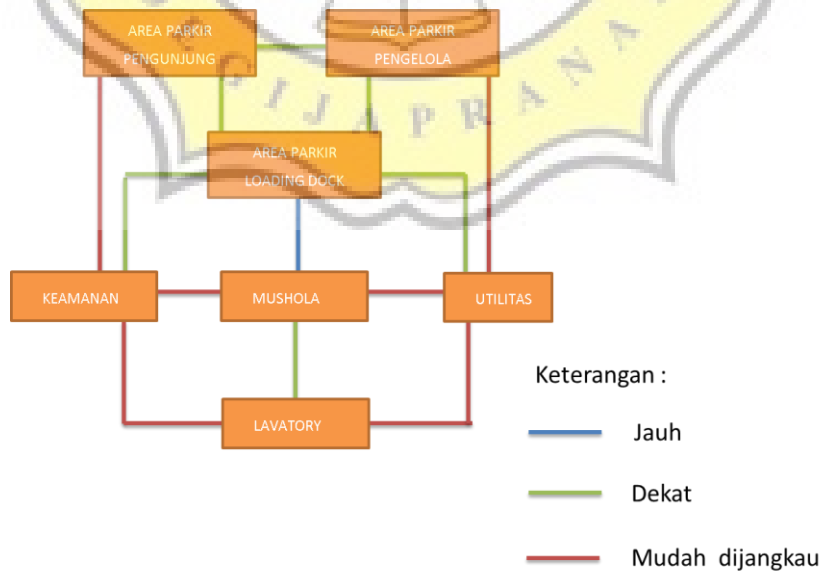 AREA PARKIR
PENGUNJUNG
AREA PARKIR
PENGELOLA
GIJAPRANA
AREA PARKIR
LOADING DOCK
KEAMANAN
MUSHOLA
UTILITAS
LAVATORY
Keterangan :
Jauh
Dekat
Mudah dijangkau